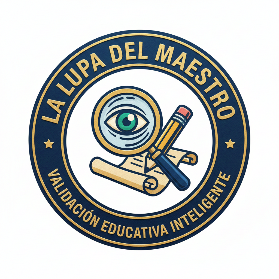 LA LUPA DEL MAESTRO
VALIDACIÓN EDUCATIVA INTELIGENTE